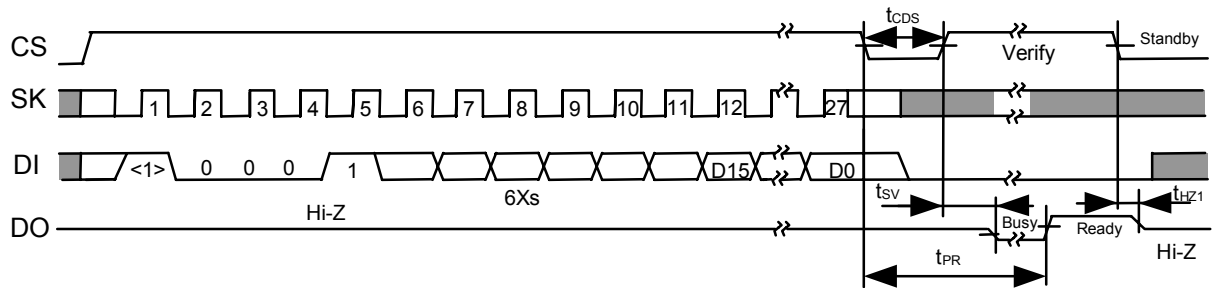 tCDS
CS Verify Standby
SK 1 2 3 4 5 6 7 8 9 10 11 12 27
DI <1> 0 0 0 1 D15 D0
6Xs
tSV tHZ1
Hi-Z
DO Busy Ready Hi-Z
tPR